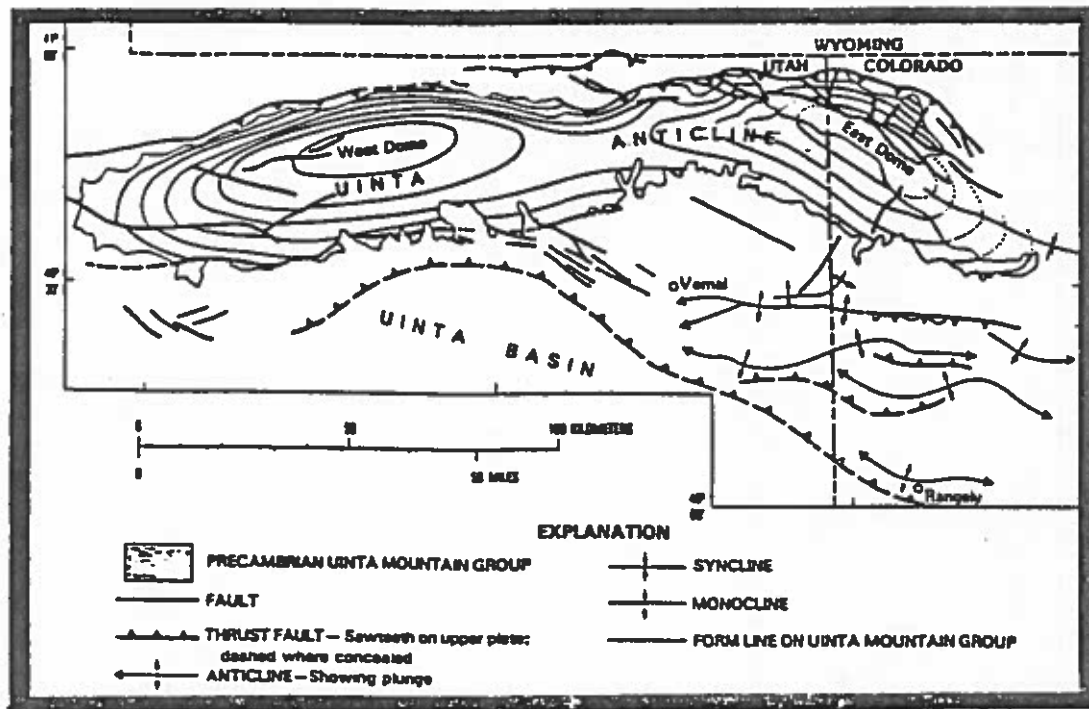 WYOMING
UTAH COLORADO
West Dome
ANTICLINE
East Dome
UINTA
Vernal
UINTA BASIN
100 KILOMETERS
0
MILES
Rangely
EXPLANATION
PRECAMBRIAN UINTA MOUNTAIN GROUP
FAULT
THRUST FAULT — Sawteeth on upper plate;
dashed where concealed
ANTICLINE — Showing plunge
SYNCLINE
MONOCLINE
FORM LINE ON UINTA MOUNTAIN GROUP